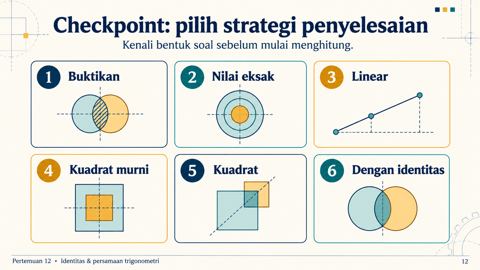 Checkpoint: pilih strategi penyelesaian
Kenali bentuk soal sebelum mulai menghitung.
1 Buktikan
2 Nilai eksak
3 Linear
4 Kuadrat murni
5 Kuadrat
6 Dengan identitas
Pertemuan 12 • Identitas & persamaan trigonometri
12